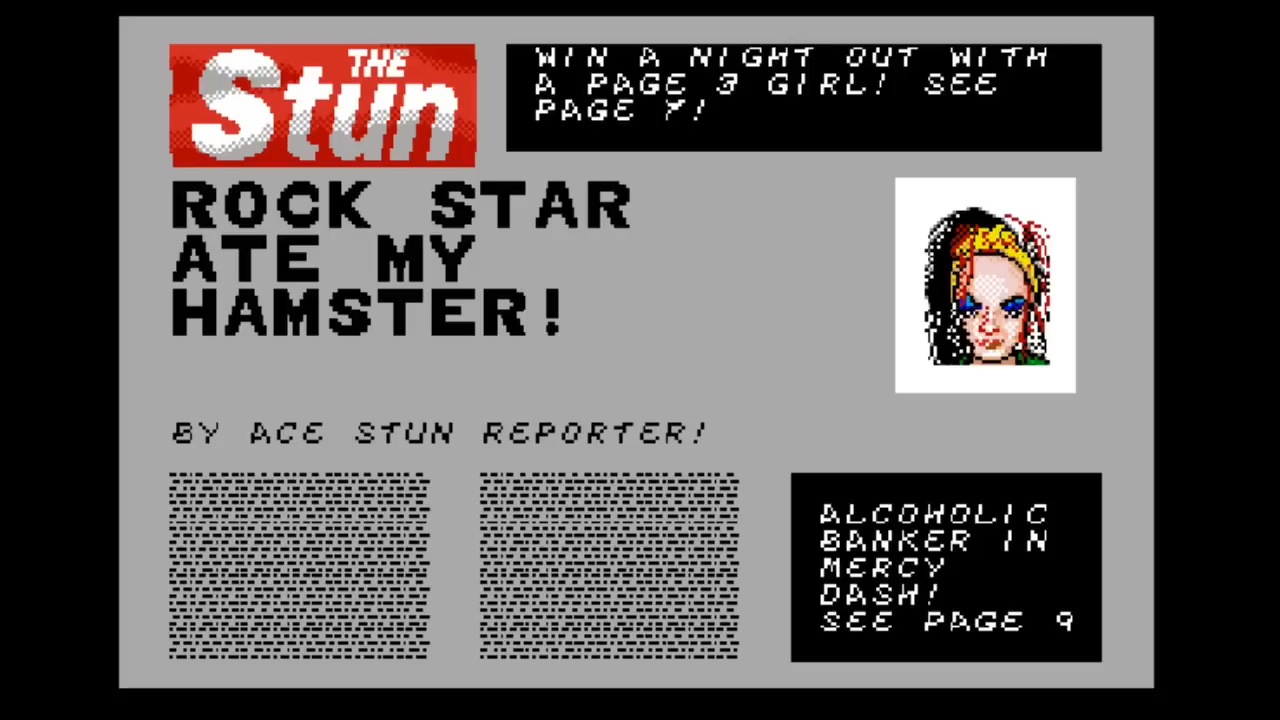 THE
Stun
WIN A NIGHT OUT WITH
A PAGE 3 GIRL! SEE
PAGE 7!
ROCK STAR
ATE MY
HAMSTER!
BY ACE STUN REPORTER!
ALCOHOLIC
BANKER IN
MERCY
DASH!
SEE PAGE 9